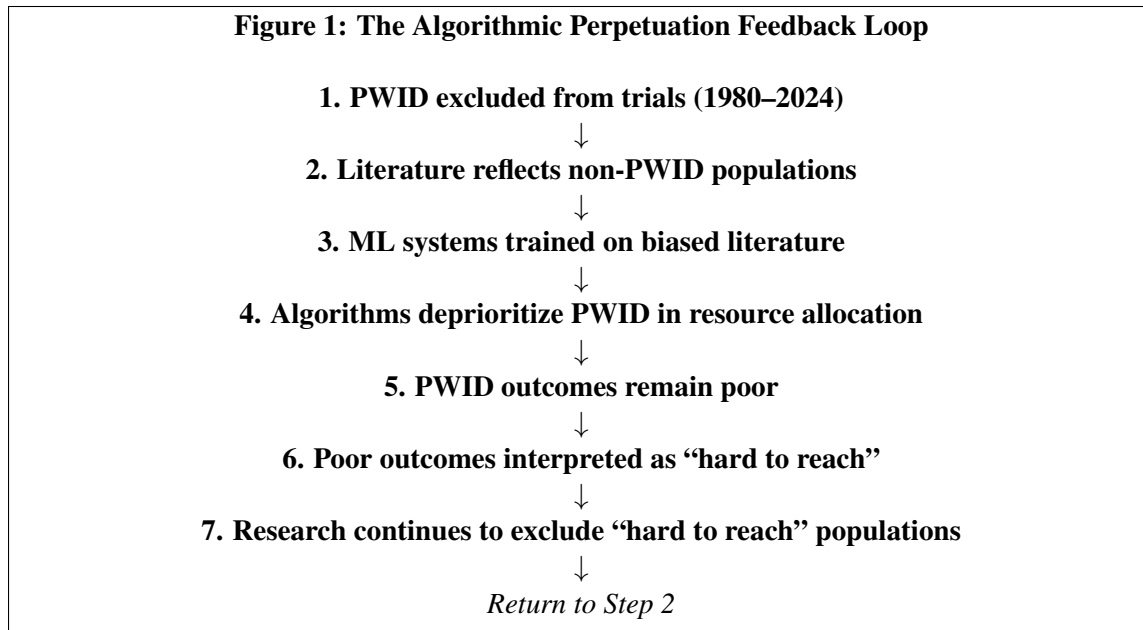 Figure 1: The Algorithmic Perpetuation Feedback Loop
1. PWID excluded from trials (1980–2024)
↓
2. Literature reflects non-PWID populations
↓
3. ML systems trained on biased literature
↓
4. Algorithms deprioritize PWID in resource allocation
↓
5. PWID outcomes remain poor
↓
6. Poor outcomes interpreted as “hard to reach”
↓
7. Research continues to exclude “hard to reach” populations
↓
Return to Step 2